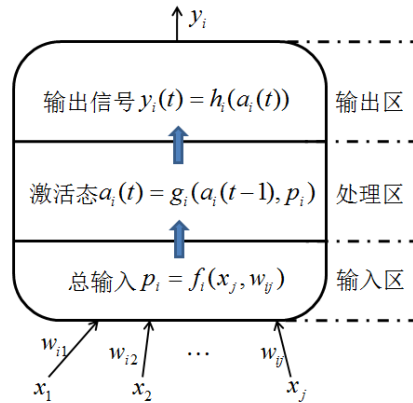 y_i
输出信号 y_i(t) = h_i(a_i(t)) 输出区
激活态 a_i(t) = g_i(a_i(t−1), p_i) 处理区
总输入 p_i = f_i(x_j, w_ij) 输入区
w_i1 w_i2 … w_ij
x_1 x_2 x_j